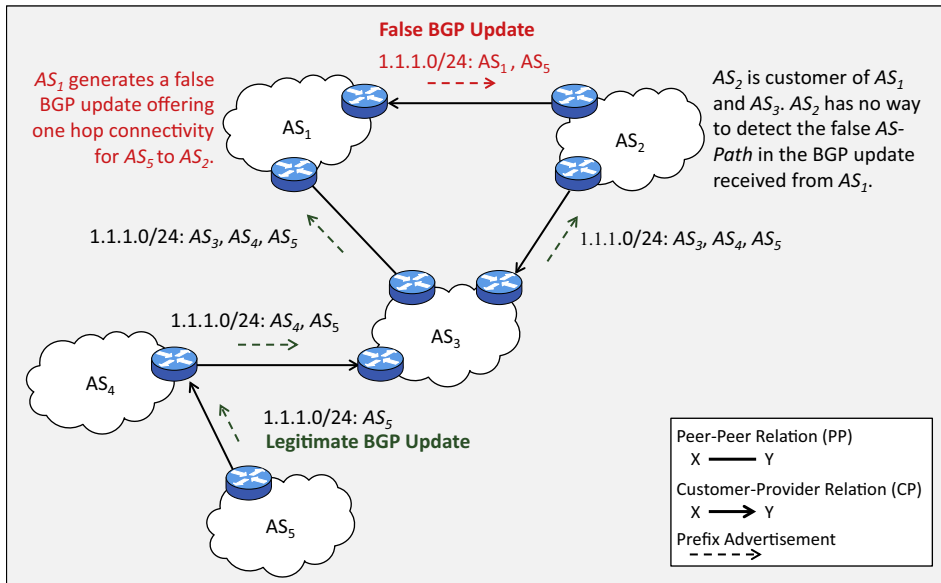 False BGP Update
1.1.1.0/24: AS1 , AS5
AS1 generates a false
BGP update offering
one hop connectivity
for AS5 to AS2.
AS1
AS2
AS2 is customer of AS1
and AS3. AS2 has no way
to detect the false AS-
Path in the BGP update
received from AS1.
1.1.1.0/24: AS3, AS4, AS5
1.1.1.0/24: AS3, AS4, AS5
1.1.1.0/24: AS4, AS5
AS3
AS4
1.1.1.0/24: AS5
Legitimate BGP Update
AS5
Peer-Peer Relation (PP)
X Y
Customer-Provider Relation (CP)
X Y
Prefix Advertisement